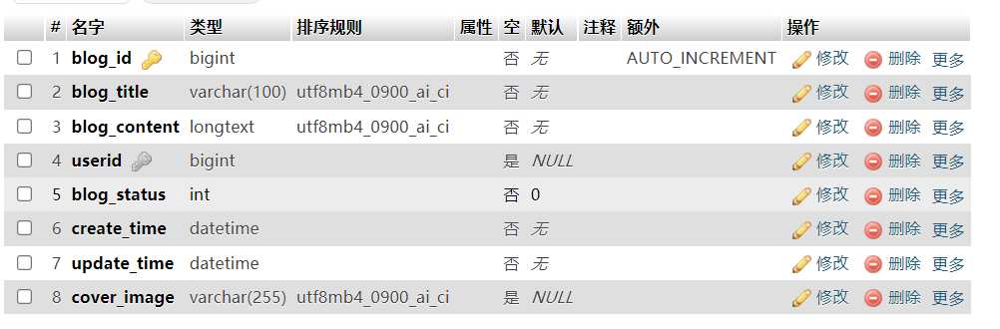 # 名字 类型 排序规则 属性 空 默认 注释 额外 操作
1 blog_id bigint 否 无 AUTO_INCREMENT 修改 删除 更多
2 blog_title varchar(100) utf8mb4_0900_ai_ci 否 无 修改 删除 更多
3 blog_content longtext utf8mb4_0900_ai_ci 否 无 修改 删除 更多
4 userid bigint 是 NULL 修改 删除 更多
5 blog_status int 否 0 修改 删除 更多
6 create_time datetime 否 无 修改 删除 更多
7 update_time datetime 否 无 修改 删除 更多
8 cover_image varchar(255) utf8mb4_0900_ai_ci 是 NULL 修改 删除 更多